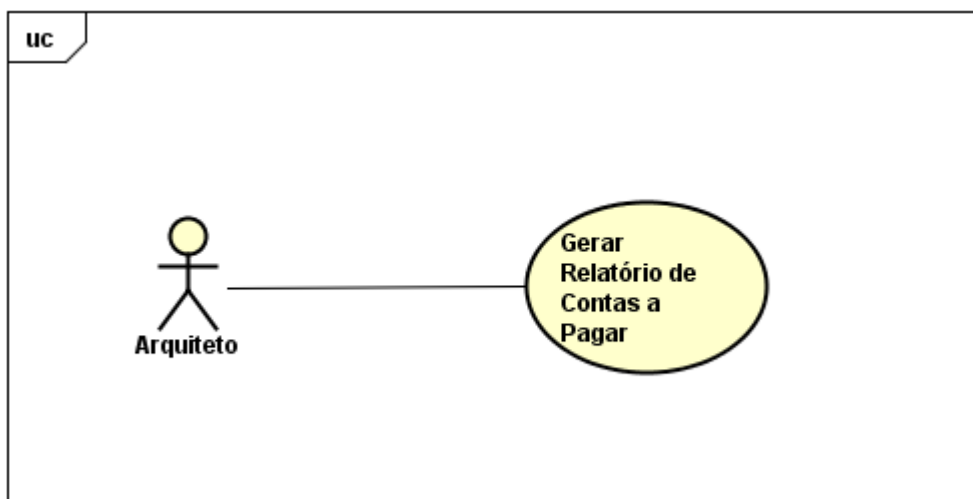 uc
Arquiteto
Gerar
Relatório de
Contas a
Pagar